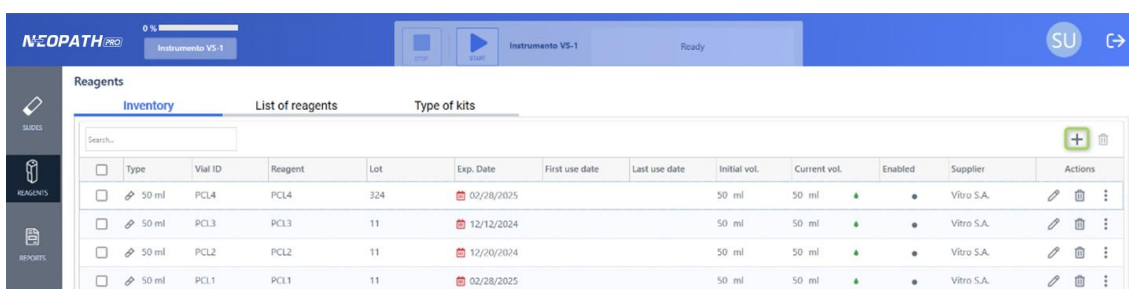 NEOPATH PRO
0 %
Instrumento VS-1
STOP
START
Instrumento VS-1
Ready
SU
SLIDES
REAGENTS
REPORTS
Reagents
Inventory List of reagents Type of kits
Search...
Type Vial ID Reagent Lot Exp. Date First use date Last use date Initial vol. Current vol. Enabled Supplier Actions
50 ml PCL4 PCL4 324 02/28/2025 50 ml 50 ml Vitro S.A.
50 ml PCL3 PCL3 11 12/12/2024 50 ml 50 ml Vitro S.A.
50 ml PCL2 PCL2 11 12/20/2024 50 ml 50 ml Vitro S.A.
50 ml PCL1 PCL1 11 02/28/2025 50 ml 50 ml Vitro S.A.